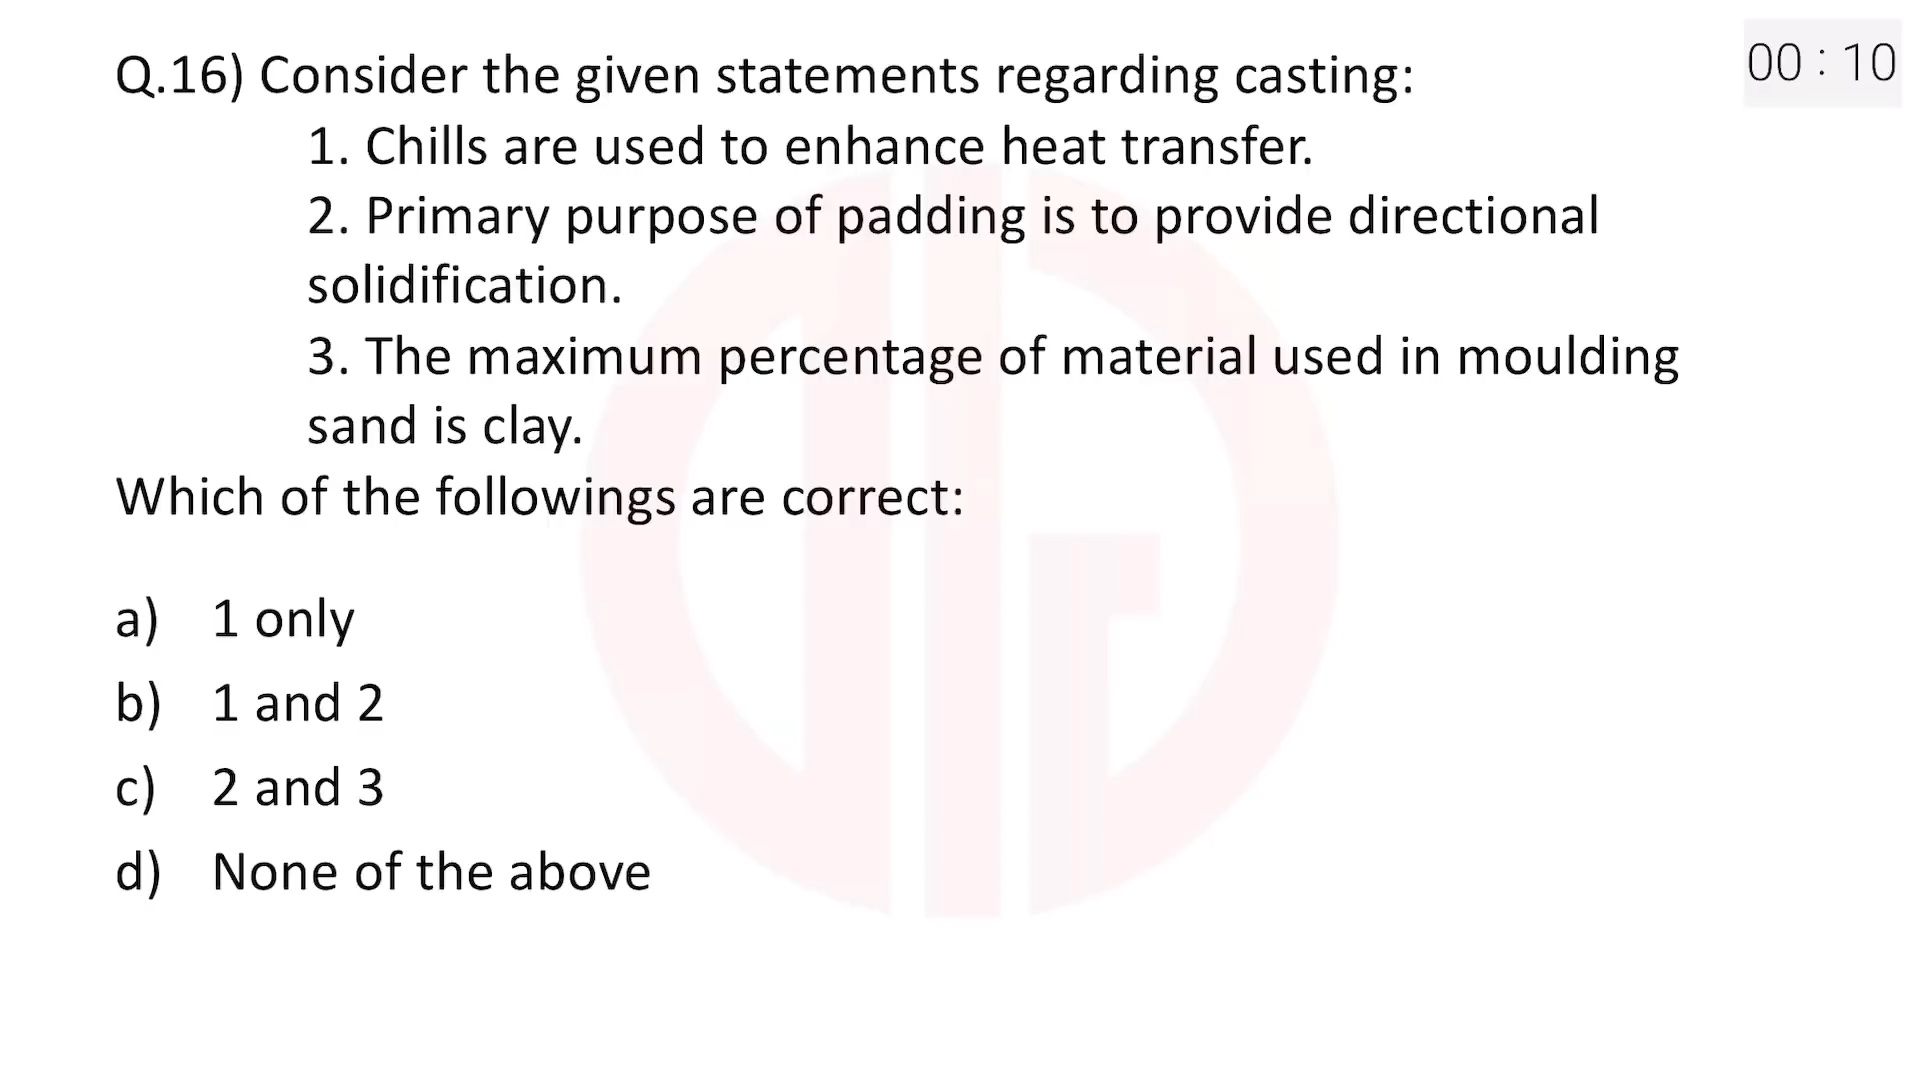 Q.16) Consider the given statements regarding casting:
00 : 10
1. Chills are used to enhance heat transfer.
2. Primary purpose of padding is to provide directional
solidification.
3. The maximum percentage of material used in moulding
sand is clay.
Which of the followings are correct:
a) 1 only
b) 1 and 2
c) 2 and 3
d) None of the above